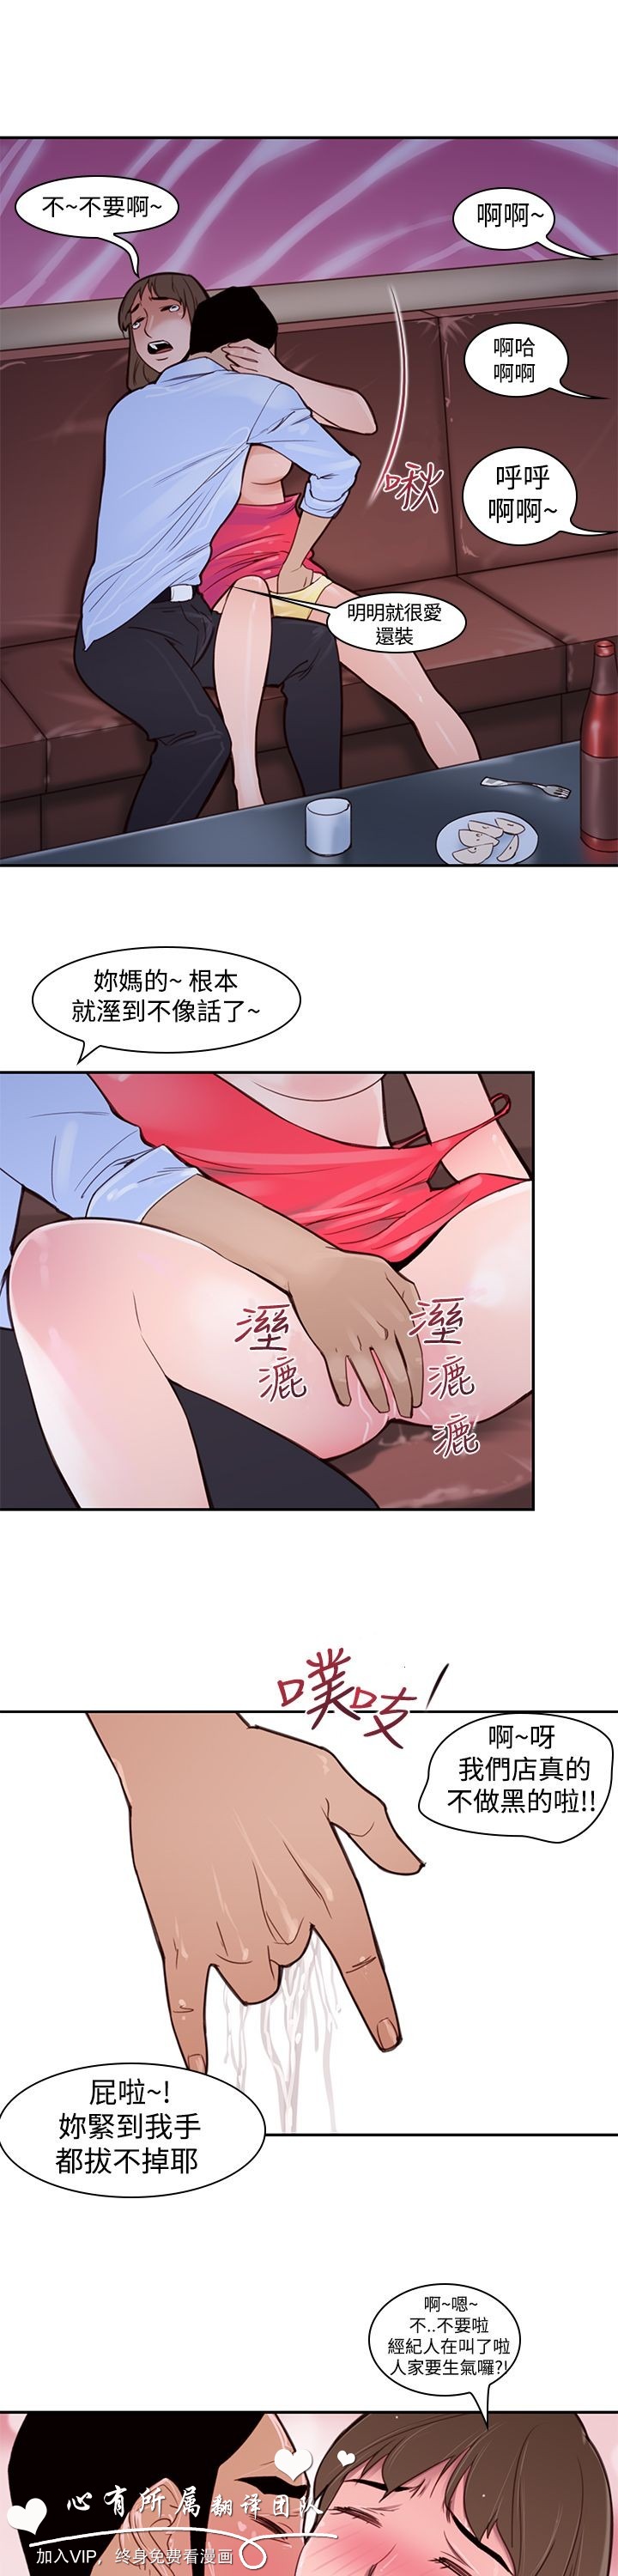 不~不要啊~
啊啊~
啊哈
啊啊
啾
呼呼
啊啊~
明明就很愛
還裝
妳媽的~ 根本
就溼到不像話了~
溼漉
溼漉漉
噗吱
啊~呀
我們店真的
不做黑的啦!!
屁啦~!
妳緊到我手
都拔不掉耶
啊~嗯~
不..不要啦
經紀人在叫了啦
人家要生氣囉?!
心有所属翻译团队
加入VIP，终身免费看漫画